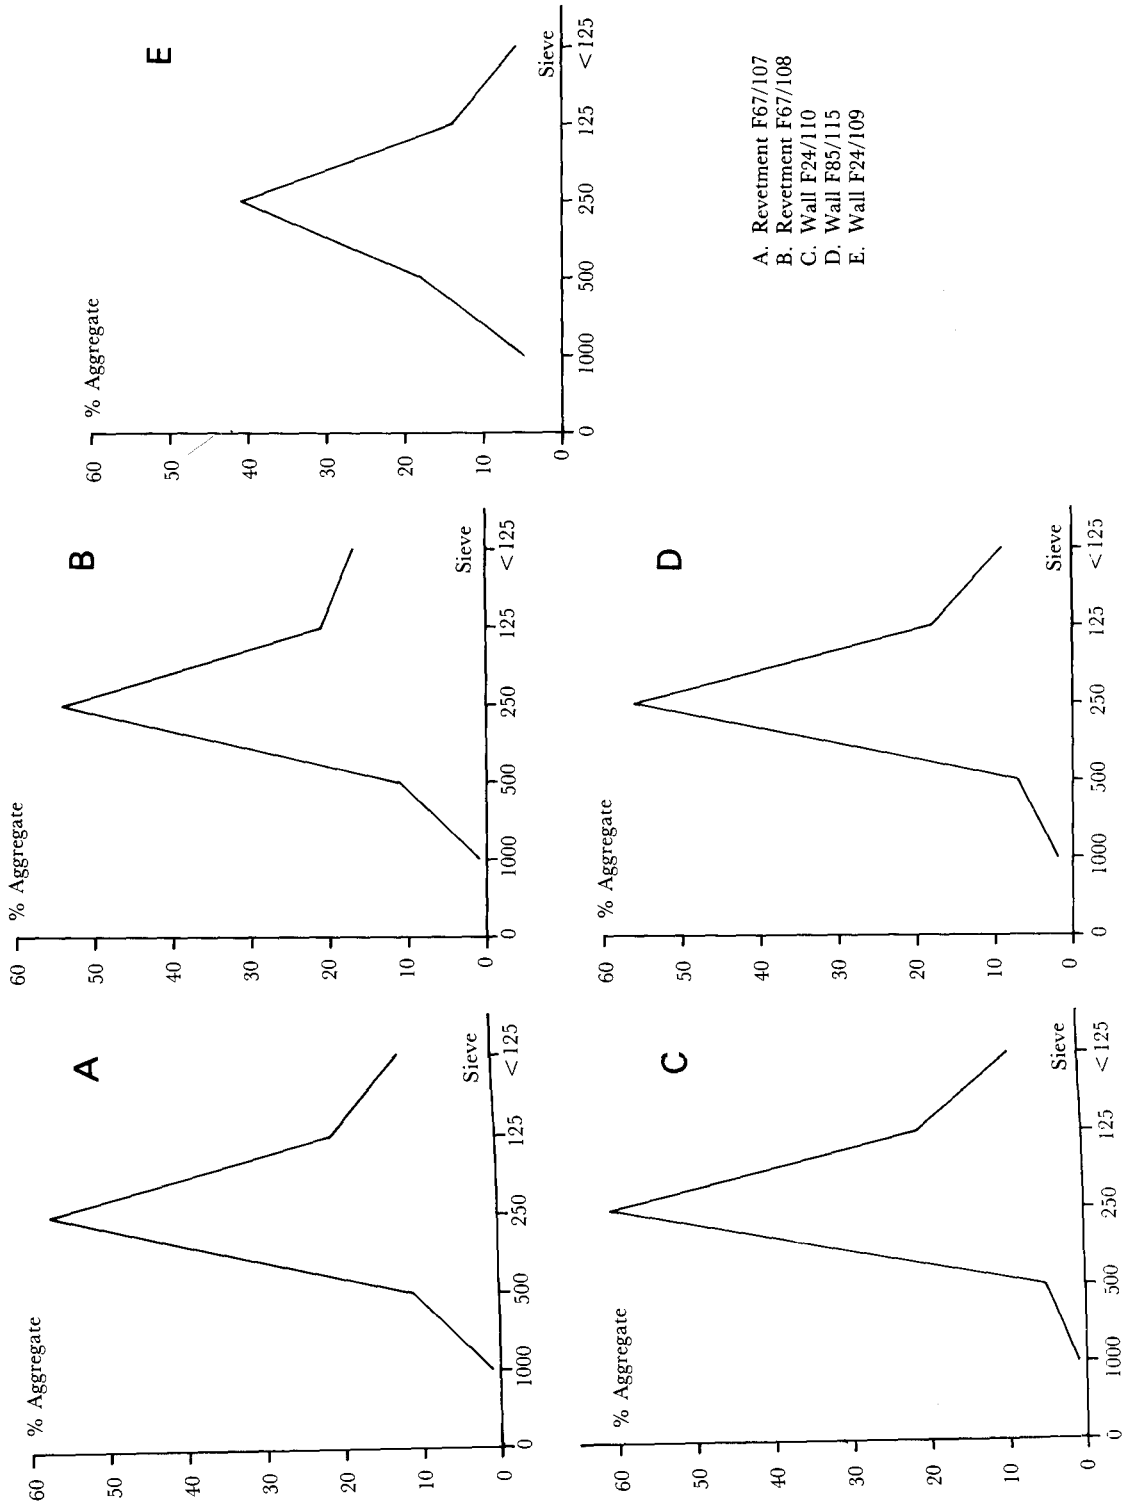 A
% Aggregate
60
50
40
30
20
10
0
0 1000 500 250 125 <125
Sieve
B
% Aggregate
60
50
40
30
20
10
0
0 1000 500 250 125 <125
Sieve
E
% Aggregate
60
50
40
30
20
10
0
0 1000 500 250 125 <125
Sieve
C
% Aggregate
60
50
40
30
20
10
0
0 1000 500 250 125 <125
Sieve
D
% Aggregate
60
50
40
30
20
10
0
0 1000 500 250 125 <125
Sieve
A. Revetment F67/107
B. Revetment F67/108
C. Wall F24/110
D. Wall F85/115
E. Wall F24/109